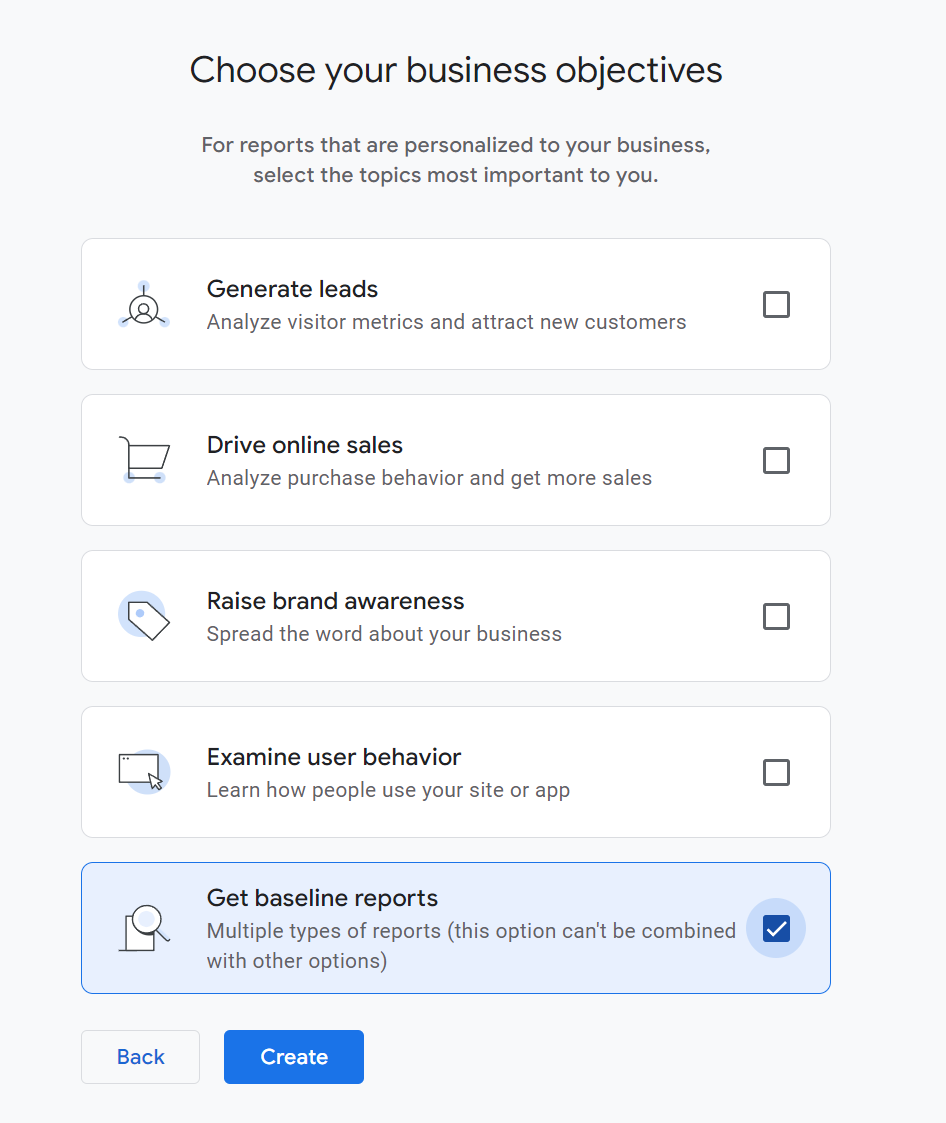 Choose your business objectives
For reports that are personalized to your business,
select the topics most important to you.
Generate leads
Analyze visitor metrics and attract new customers
Drive online sales
Analyze purchase behavior and get more sales
Raise brand awareness
Spread the word about your business
Examine user behavior
Learn how people use your site or app
Get baseline reports
Multiple types of reports (this option can't be combined
with other options)
Back
Create